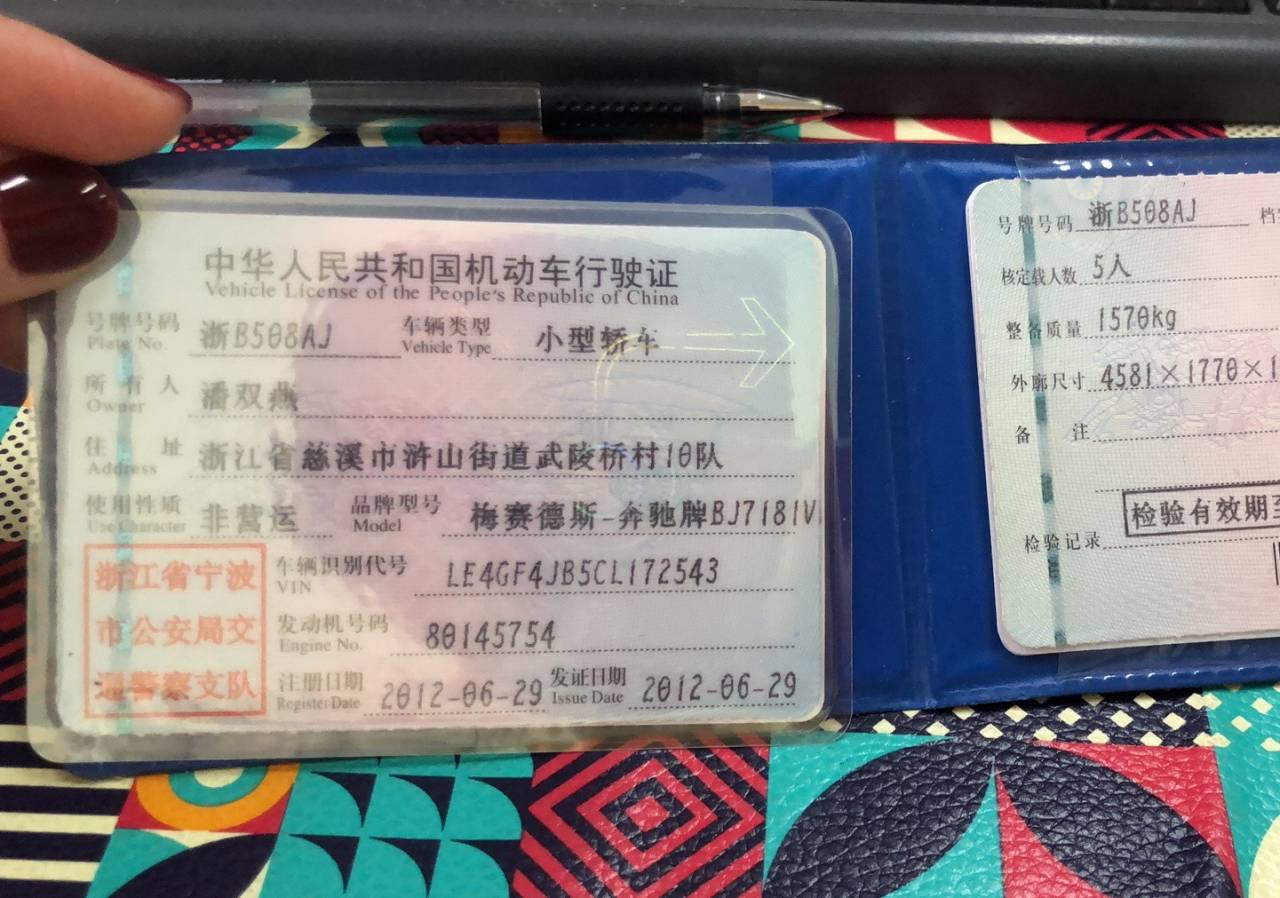 中华人民共和国机动车行驶证
Vehicle License of the People's Republic of China
号牌号码 浙B508AJ 车辆类型 小型轿车
Plate No. Vehicle Type
所有人 潘双燕
Owner
住址 浙江省慈溪市浒山街道武陵桥村10队
Address
使用性质 非营运 品牌型号 梅赛德斯-奔驰牌BJ7181V
Use Character Model
浙江省宁波
市公安局交
通警察支队
车辆识别代号 LE4GF4JB5CL172543
VIN
发动机号码 80145754
Engine No.
注册日期 2012-06-29 发证日期 2012-06-29
Register Date Issue Date
号牌号码 浙B508AJ 档
核定载人数 5人
整备质量 1570kg
外廓尺寸 4581×1770×1
备注
检验有效期至
检验记录